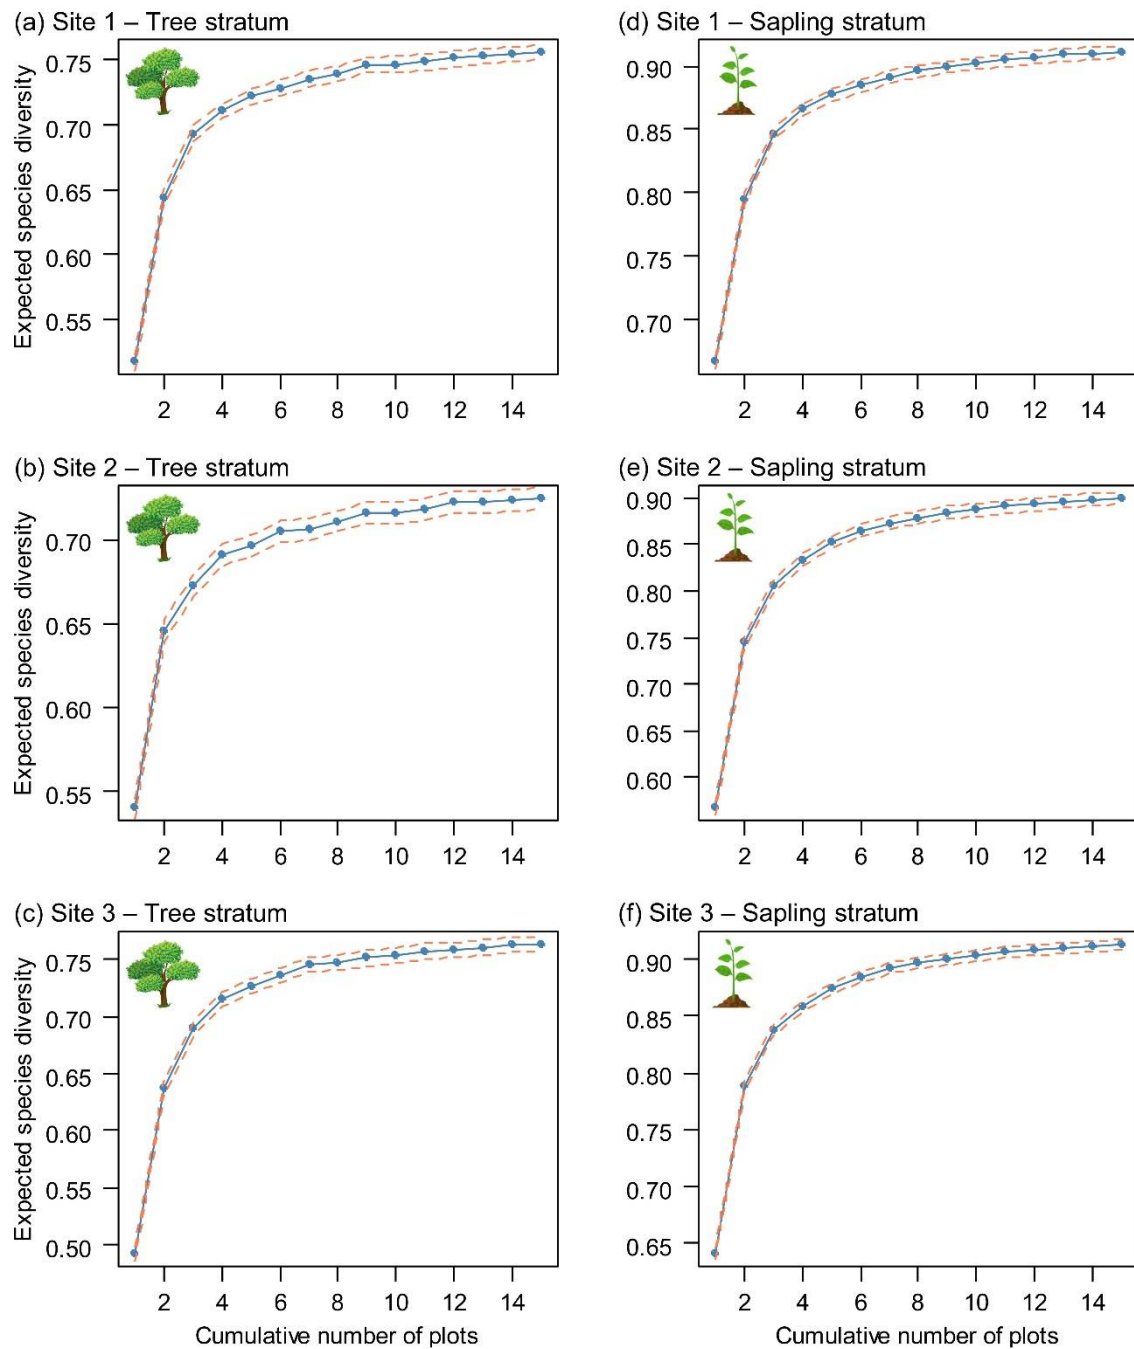 (a) Site 1 – Tree stratum
Expected species diversity
0.75
0.70
0.65
0.60
0.55
2 4 6 8 10 12 14
(d) Site 1 – Sapling stratum
0.90
0.85
0.80
0.75
0.70
2 4 6 8 10 12 14
(b) Site 2 – Tree stratum
Expected species diversity
0.70
0.65
0.60
0.55
2 4 6 8 10 12 14
(e) Site 2 – Sapling stratum
0.90
0.85
0.80
0.75
0.70
0.65
0.60
2 4 6 8 10 12 14
(c) Site 3 – Tree stratum
Expected species diversity
0.75
0.70
0.65
0.60
0.55
0.50
2 4 6 8 10 12 14
Cumulative number of plots
(f) Site 3 – Sapling stratum
0.90
0.85
0.80
0.75
0.70
0.65
2 4 6 8 10 12 14
Cumulative number of plots